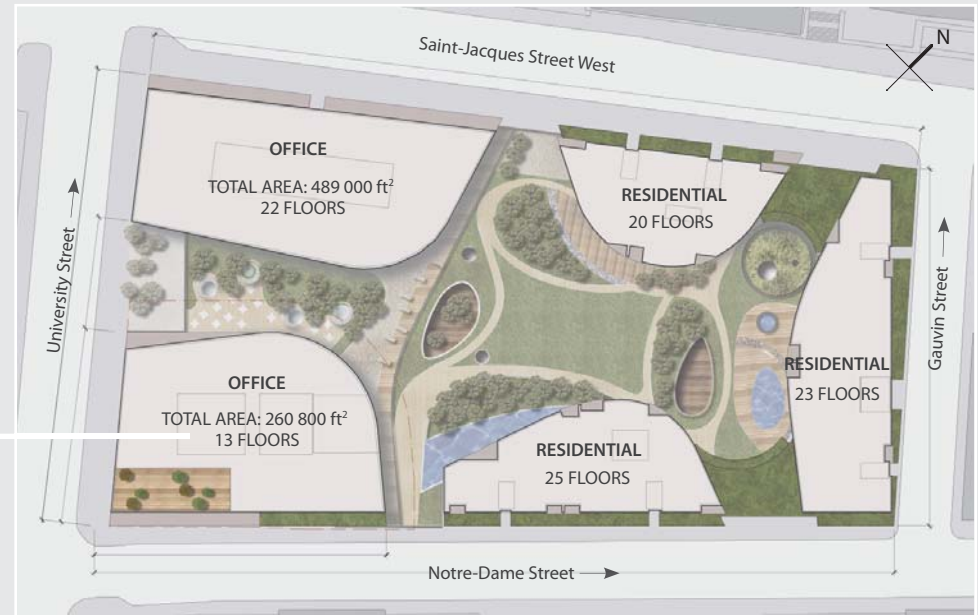 Saint-Jacques Street West
N
OFFICE
TOTAL AREA: 489 000 ft²
22 FLOORS
RESIDENTIAL
20 FLOORS
University Street
Gauvin Street
RESIDENTIAL
23 FLOORS
OFFICE
TOTAL AREA: 260 800 ft²
13 FLOORS
RESIDENTIAL
25 FLOORS
Notre-Dame Street